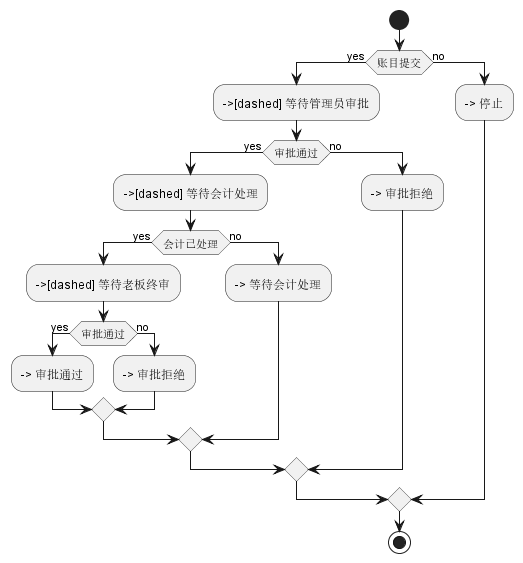 账目提交
yes
no
->[dashed] 等待管理员审批
-> 停止
审批通过
yes
no
->[dashed] 等待会计处理
-> 审批拒绝
会计已处理
yes
no
->[dashed] 等待老板终审
-> 等待会计处理
审批通过
yes
no
-> 审批通过
-> 审批拒绝